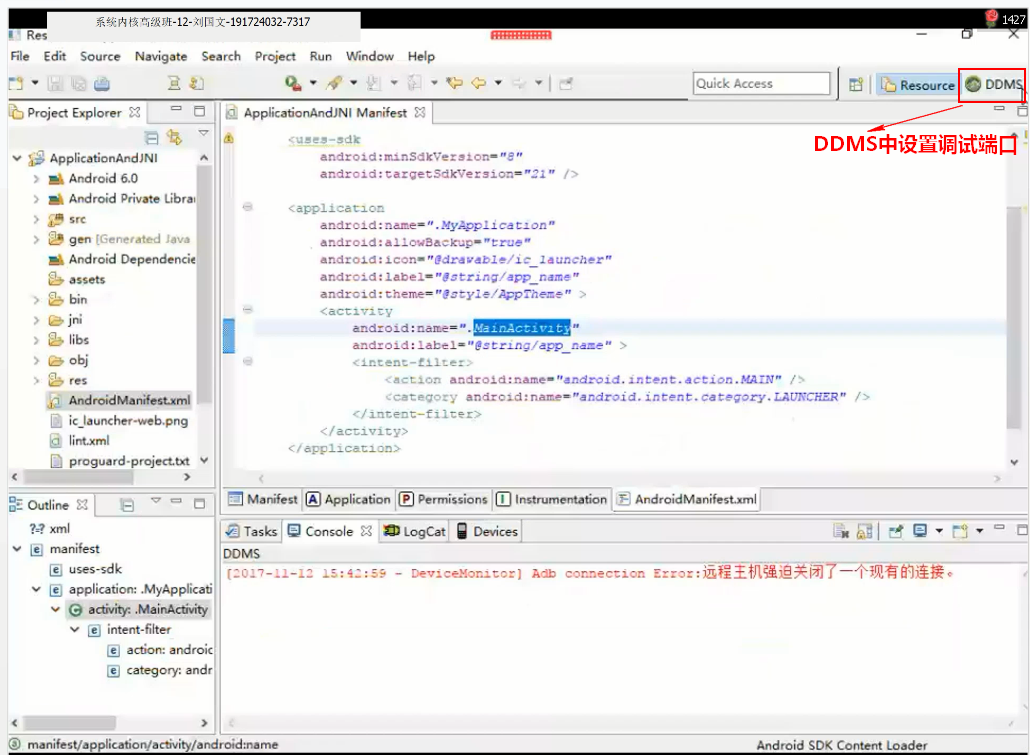 系统内核高级班-12-刘国文-191724032-7317
1427
Res
File Edit Source Navigate Search Project Run Window Help
Quick Access
Resource
DDMS
DDMS中设置调试端口
Project Explorer
ApplicationAndJNI
Android 6.0
Android Private Librar
src
gen [Generated Java
Android Dependencie
assets
bin
jni
libs
obj
res
AndroidManifest.xml
ic_launcher-web.png
lint.xml
proguard-project.txt
ApplicationAndJNI Manifest
<uses-sdk
android:minSdkVersion="8"
android:targetSdkVersion="21" />
<application
android:name=".MyApplication"
android:allowBackup="true"
android:icon="@drawable/ic_launcher"
android:label="@string/app_name"
android:theme="@style/AppTheme" >
<activity
android:name=".MainActivity"
android:label="@string/app_name" >
<intent-filter>
<action android:name="android.intent.action.MAIN" />
<category android:name="android.intent.category.LAUNCHER" />
</intent-filter>
</activity>
</application>
Manifest Application Permissions Instrumentation AndroidManifest.xml
Outline
xml
manifest
uses-sdk
application: .MyApplicati
activity: .MainActivity
intent-filter
action: androic
category: andr
Tasks Console LogCat Devices
DDMS
[2017-11-12 15:42:59 - DeviceMonitor] Adb connection Error:远程主机强迫关闭了一个现有的连接。
manifest/application/activity/android:name
Android SDK Content Loader